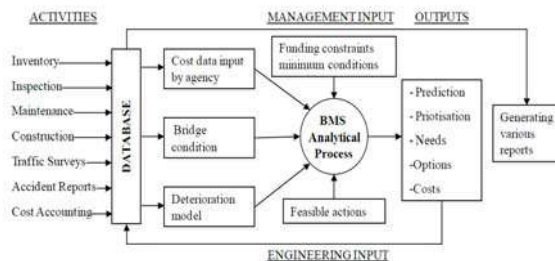 ACTIVITIES
MANAGEMENT INPUT
OUTPUTS
Inventory
Inspection
Maintenance
Construction
Traffic Surveys
Accident Reports
Cost Accounting
DATABASE
Cost data input
by agency
Bridge
condition
Deterioration
model
Funding constraints
minimum conditions
BMS
Analytical
Process
Feasible actions
-Prediction
-Priotisation
-Needs
-Options
-Costs
Generating
various
reports
ENGINEERING INPUT